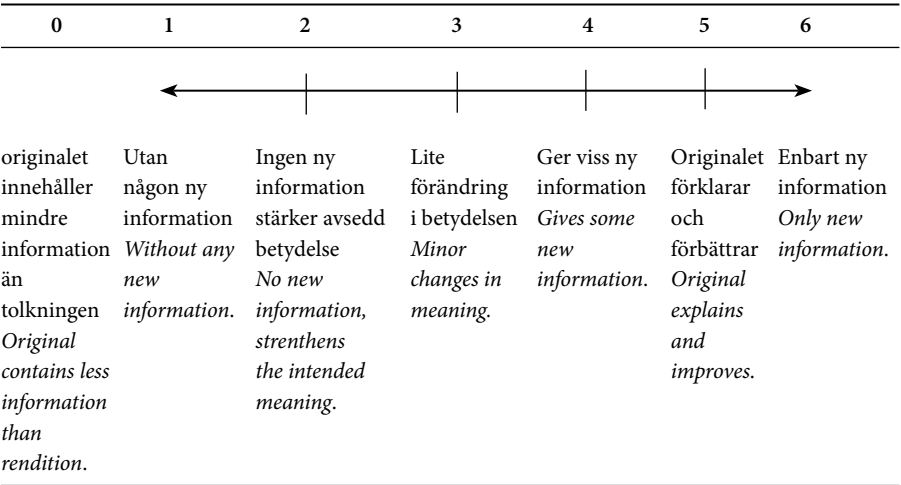 0 1 2 3 4 5 6
originalet
innehåller
mindre
information
än
tolkningen
Original
contains less
information
than
rendition.
Utan
någon ny
information
Without any
new
information.
Ingen ny
information
stärker avsedd
betydelse
No new
information,
strenthens
the intended
meaning.
Lite
förändring
i betydelsen
Minor
changes in
meaning.
Ger viss ny
information
Gives some
new
information.
Originalet
förklarar
och
förbättrar
Original
explains
and
improves.
Enbart ny
information
Only new
information.